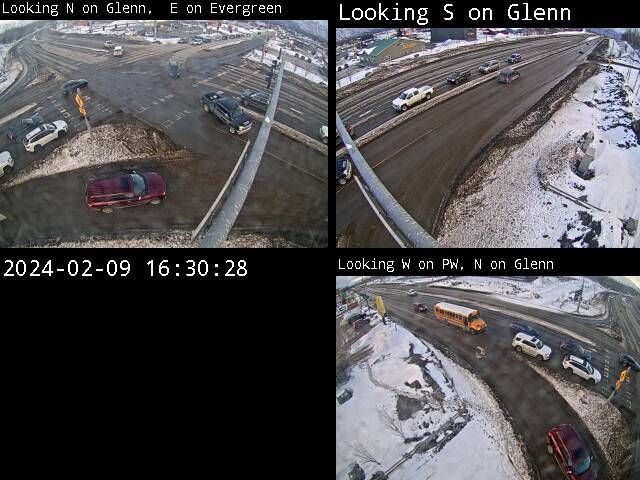 Looking N on Glenn,  E on Evergreen
Looking S on Glenn
2024-02-09 16:30:28
Looking W on PW, N on Glenn